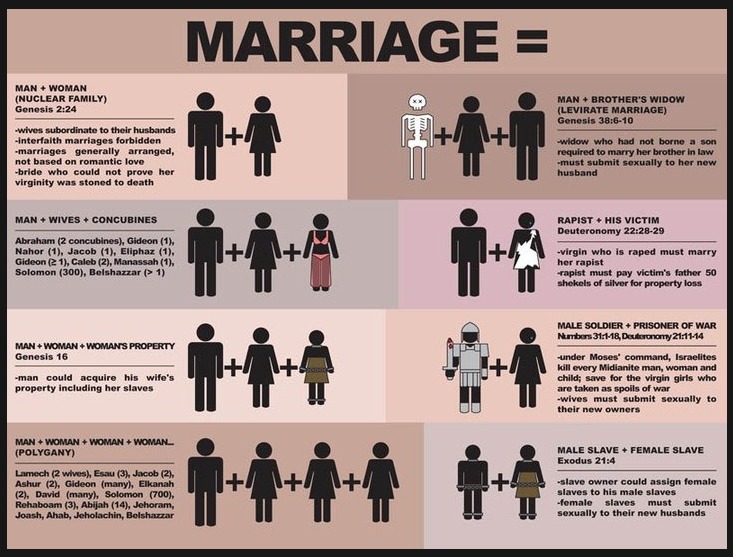 MARRIAGE =
MAN + WOMAN
(NUCLEAR FAMILY)
Genesis 2:24
-wives subordinate to their husbands
-interfaith marriages forbidden
-marriages generally arranged,
not based on romantic love
-bride who could not prove her
virginity was stoned to death
MAN + BROTHER'S WIDOW
(LEVIRATE MARRIAGE)
Genesis 38:6-10
-widow who had not borne a son
required to marry her brother in law
-must submit sexually to her new
husband
MAN + WIVES + CONCUBINES
Abraham (2 concubines), Gideon (1),
Nahor (1), Jacob (1), Eliphaz (1),
Gideon (≥ 1), Caleb (2), Manassah (1),
Solomon (300), Belshazzar (> 1)
RAPIST + HIS VICTIM
Deuteronomy 22:28-29
-virgin who is raped must marry
her rapist
-rapist must pay victim's father 50
shekels of silver for property loss
MAN + WOMAN + WOMAN'S PROPERTY
Genesis 16
-man could acquire his wife's
property including her slaves
MALE SOLDIER + PRISONER OF WAR
Numbers 31:1-18, Deuteronomy 21:11-14
-under Moses' command, Israelites
kill every Midianite man, woman and
child; save for the virgin girls who
are taken as spoils of war
-wives must submit sexually to
their new owners
MAN + WOMAN + WOMAN + WOMAN...
(POLYGANY)
Lamech (2 wives), Esau (3), Jacob (2),
Ashur (2), Gideon (many), Elkanah
(2), David (many), Solomon (700),
Rehaboam (3), Abijah (14), Jehoram,
Joash, Ahab, Jeholachin, Belshazzar
MALE SLAVE + FEMALE SLAVE
Exodus 21:4
-slave owner could assign female
slaves to his male slaves
-female slaves must submit
sexually to their new husbands